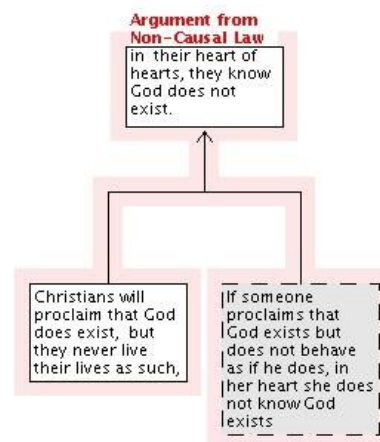 Argument from
Non-Causal Law
in their heart of
hearts, they know
God does not
exist.
Christians will
proclaim that God
does exist, but
they never live
their lives as such,
If someone
proclaims that
God exists but
does not behave
as if he does, in
her heart she does
not know God
exists